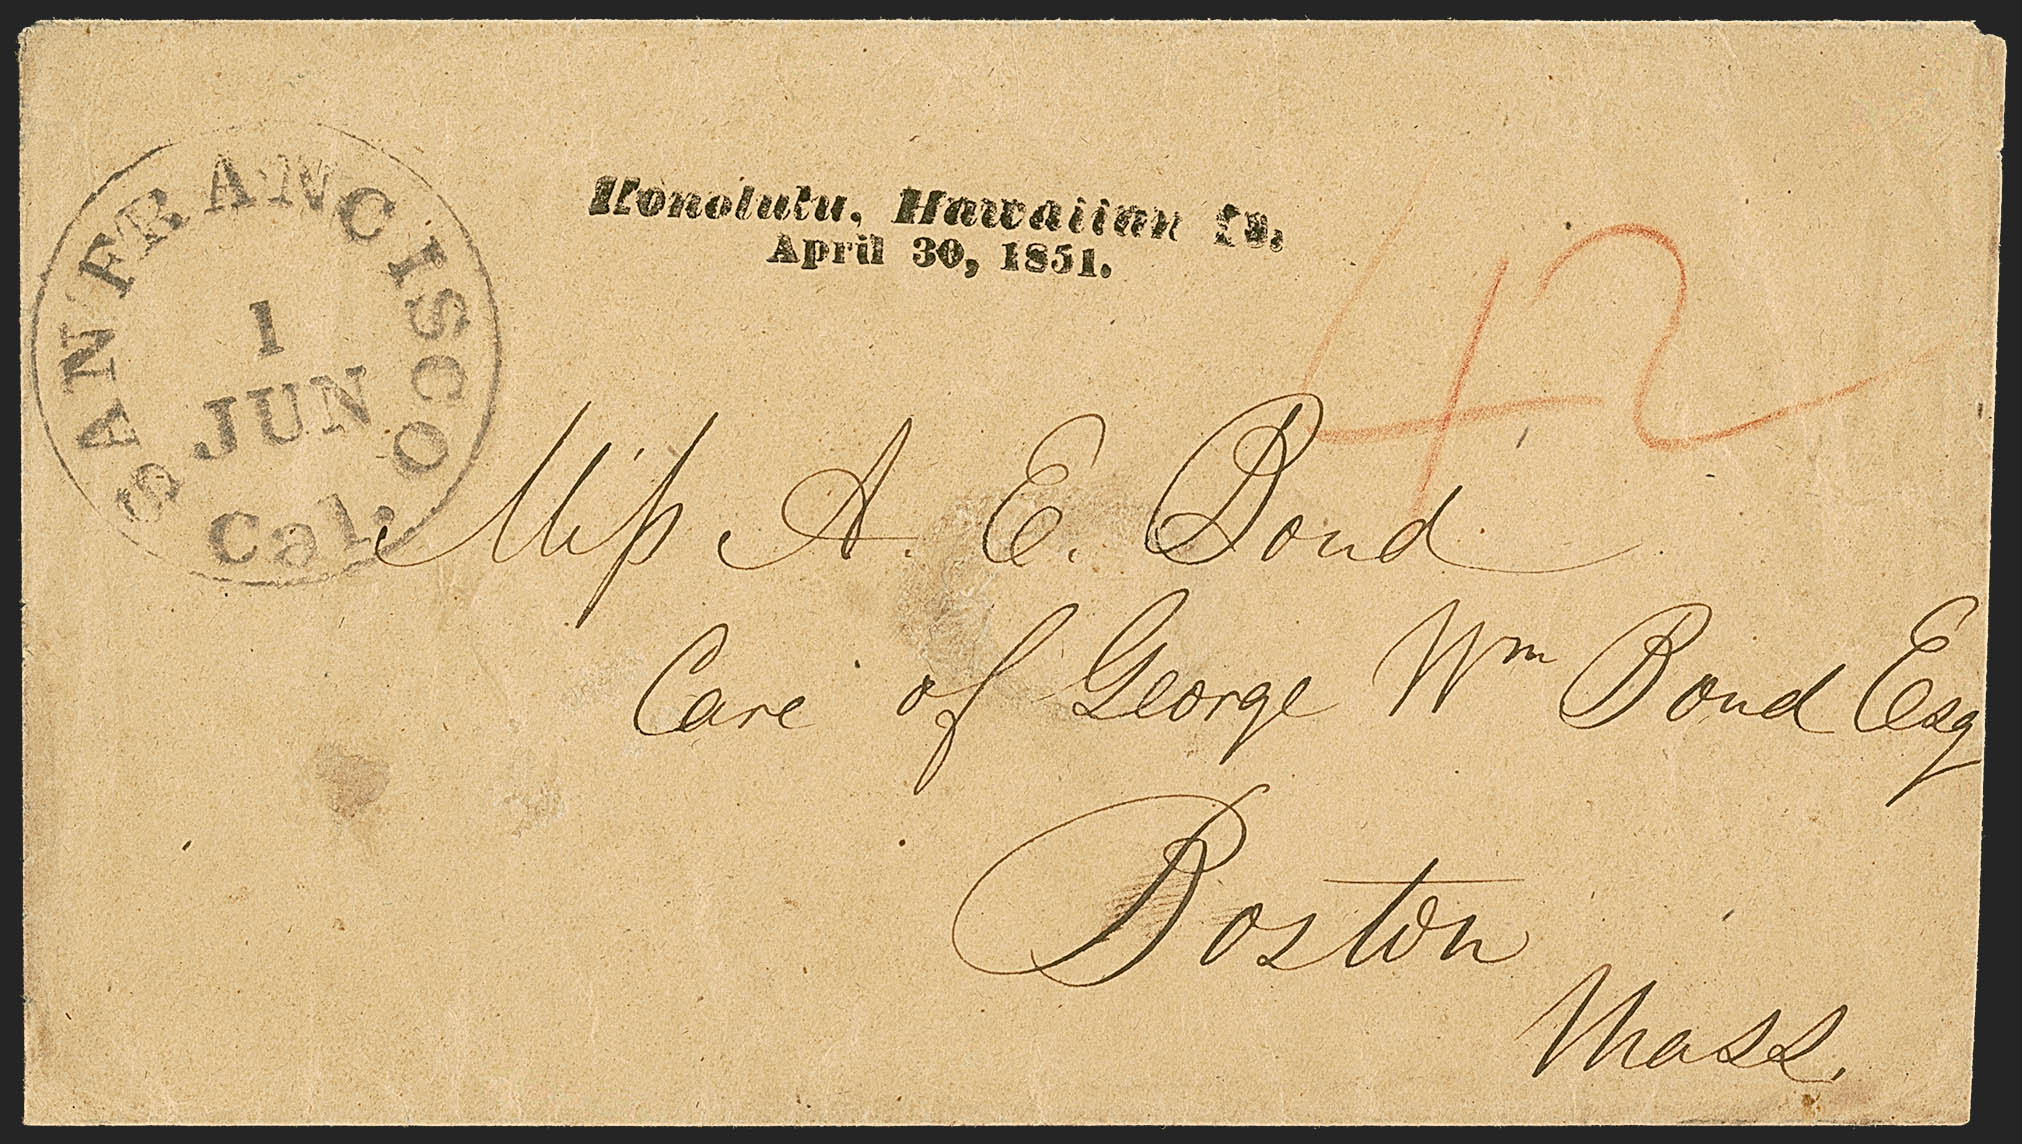 SAN FRANCISCO
1
JUN
Cal.
Honolulu, Hawaiian Is.
April 30, 1851.
42
Miss A. E. Bond
Care of George Wm Bond Esq
Boston
Mass.